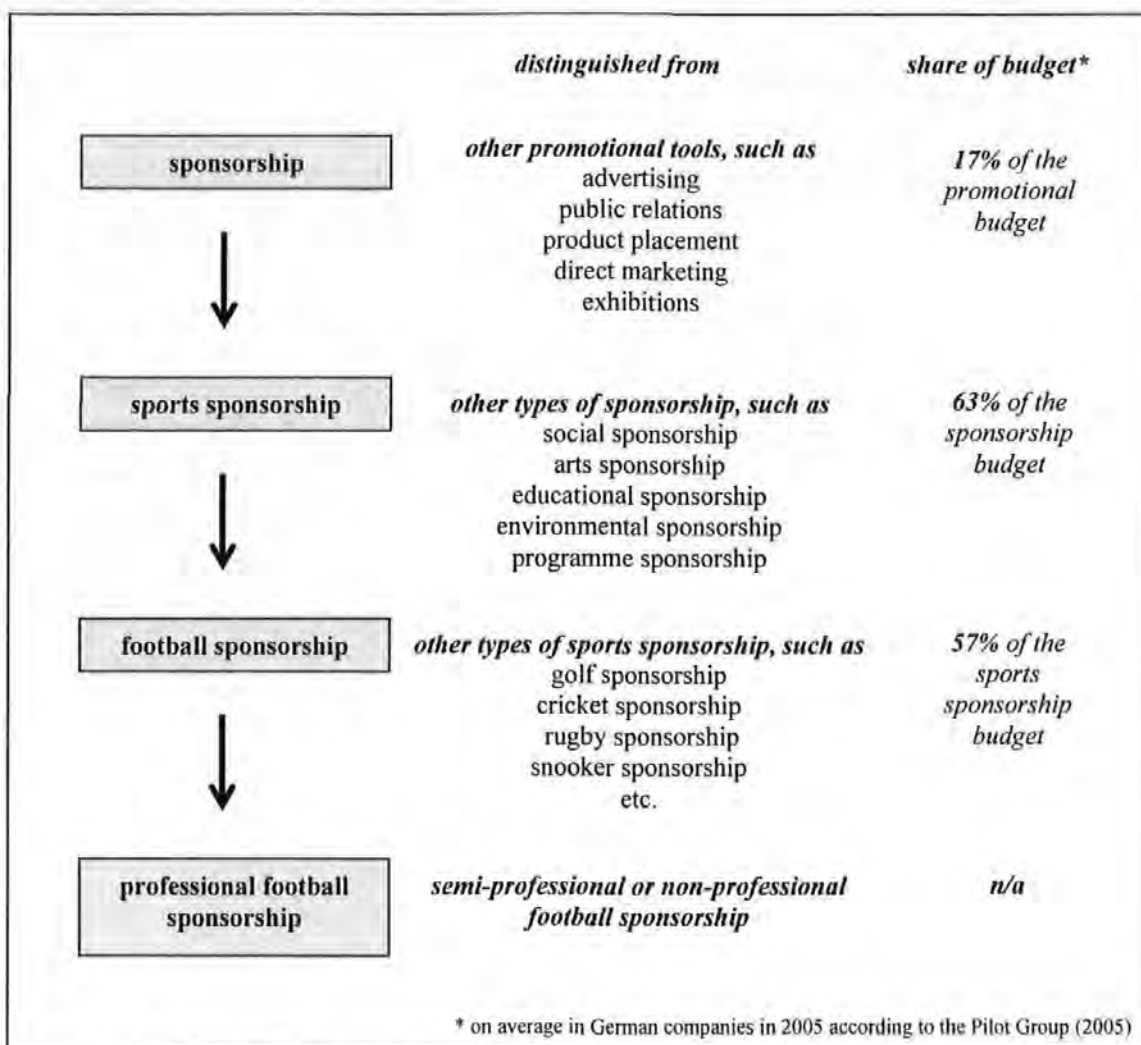 distinguished from share of budget*
sponsorship
other promotional tools, such as
advertising
public relations
product placement
direct marketing
exhibitions
17% of the
promotional
budget
sports sponsorship
other types of sponsorship, such as
social sponsorship
arts sponsorship
educational sponsorship
environmental sponsorship
programme sponsorship
63% of the
sponsorship
budget
football sponsorship
other types of sports sponsorship, such as
golf sponsorship
cricket sponsorship
rugby sponsorship
snooker sponsorship
etc.
57% of the
sports
sponsorship
budget
professional football
sponsorship
semi-professional or non-professional
football sponsorship
n/a
* on average in German companies in 2005 according to the Pilot Group (2005)